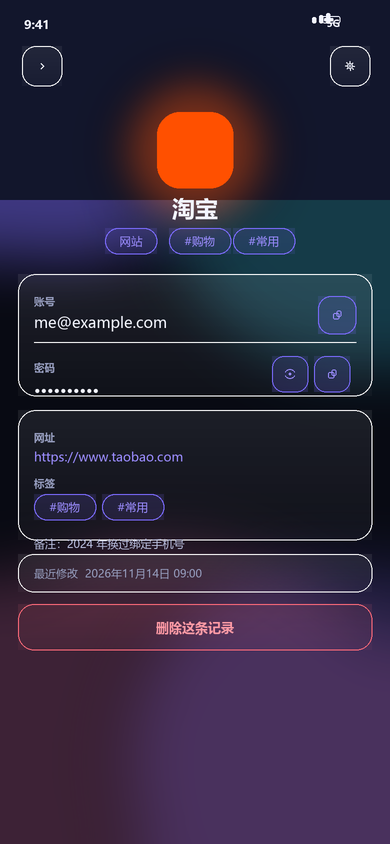 9:41
5G
淘宝
网站 #购物 #常用
账号
me@example.com
密码
••••••••••
网址
https://www.taobao.com
标签
#购物 #常用
备注：2024 年换过绑定手机号
最近修改 2026年11月14日 09:00
删除这条记录